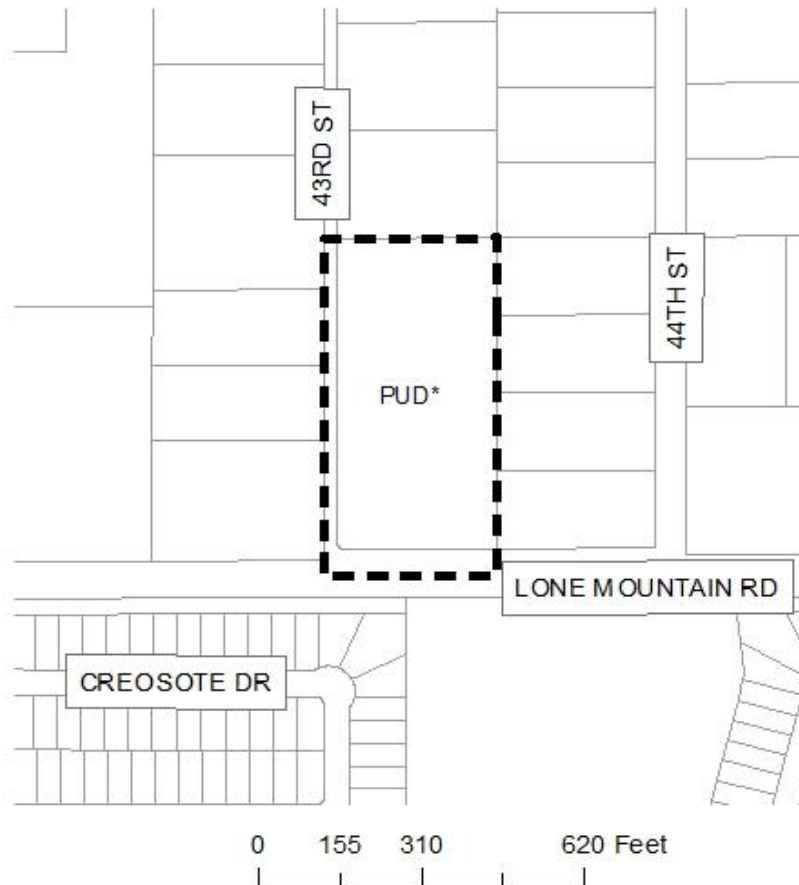 43RD ST
44TH ST
PUD*
LONE MOUNTAIN RD
CREOSOTE DR
0 155 310 620 Feet